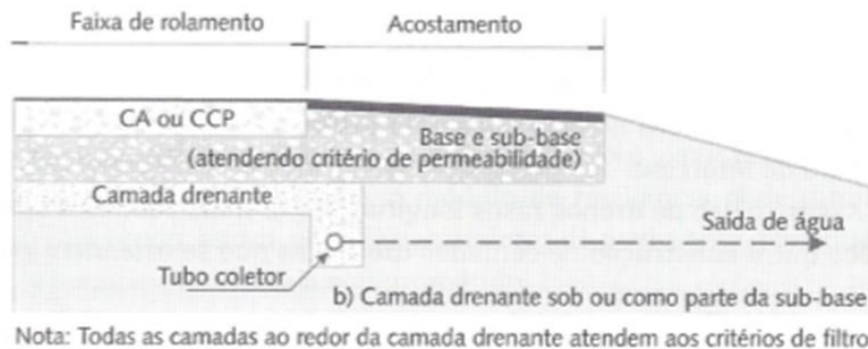 Faixa de rolamento
Acostamento
CA ou CCP
Base e sub-base
(atendendo critério de permeabilidade)
Camada drenante
Saída de água
Tubo coletor
b) Camada drenante sob ou como parte da sub-base
Nota: Todas as camadas ao redor da camada drenante atendem aos critérios de filtro